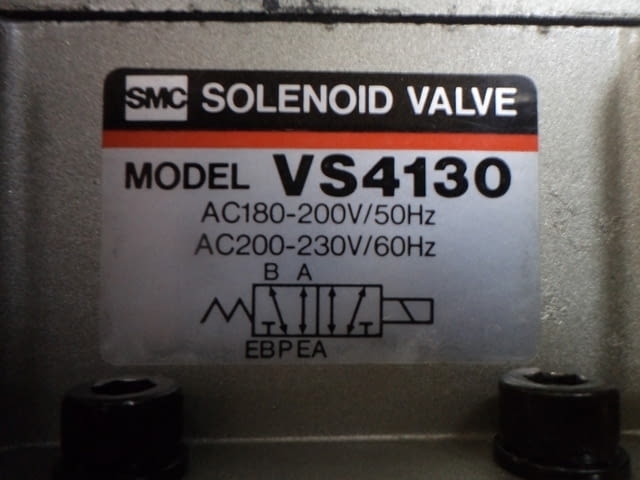 SMC SOLENOID VALVE
MODEL VS4130
AC180-200V/50Hz
AC200-230V/60Hz
B A
EBPEA